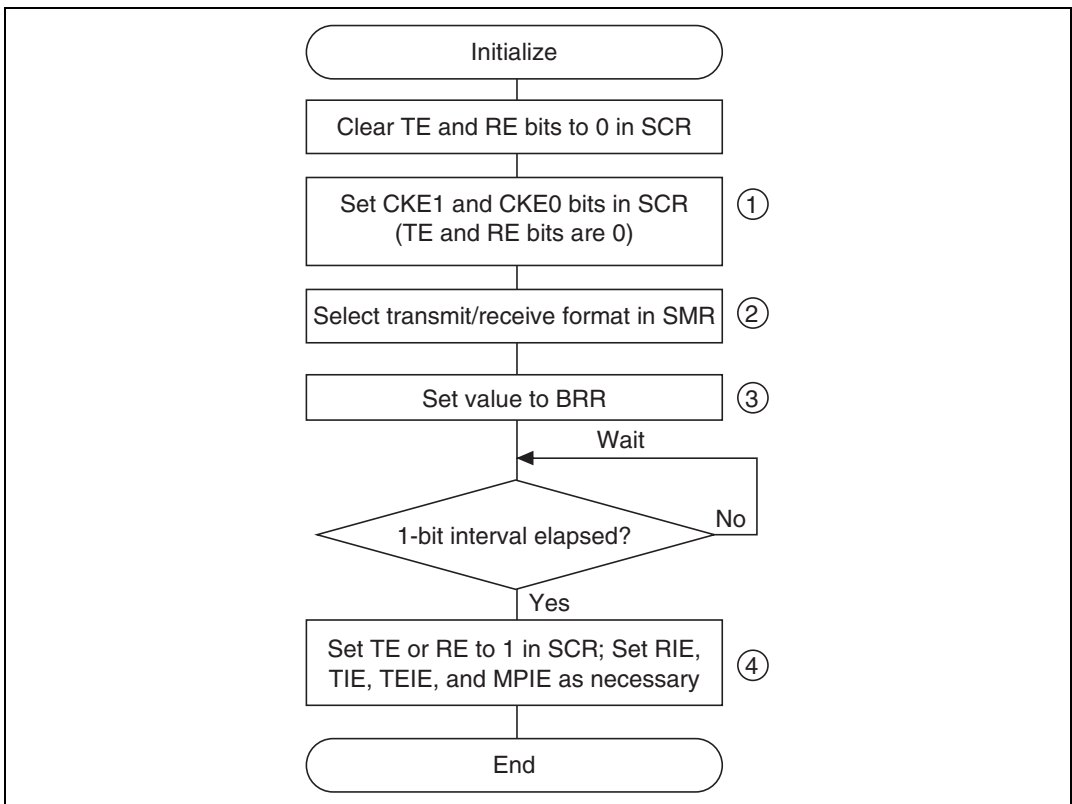 Initialize
Clear TE and RE bits to 0 in SCR
Set CKE1 and CKE0 bits in SCR
(TE and RE bits are 0)
1
Select transmit/receive format in SMR
2
Set value to BRR
3
Wait
1-bit interval elapsed?
No
Yes
Set TE or RE to 1 in SCR; Set RIE,
TIE, TEIE, and MPIE as necessary
4
End